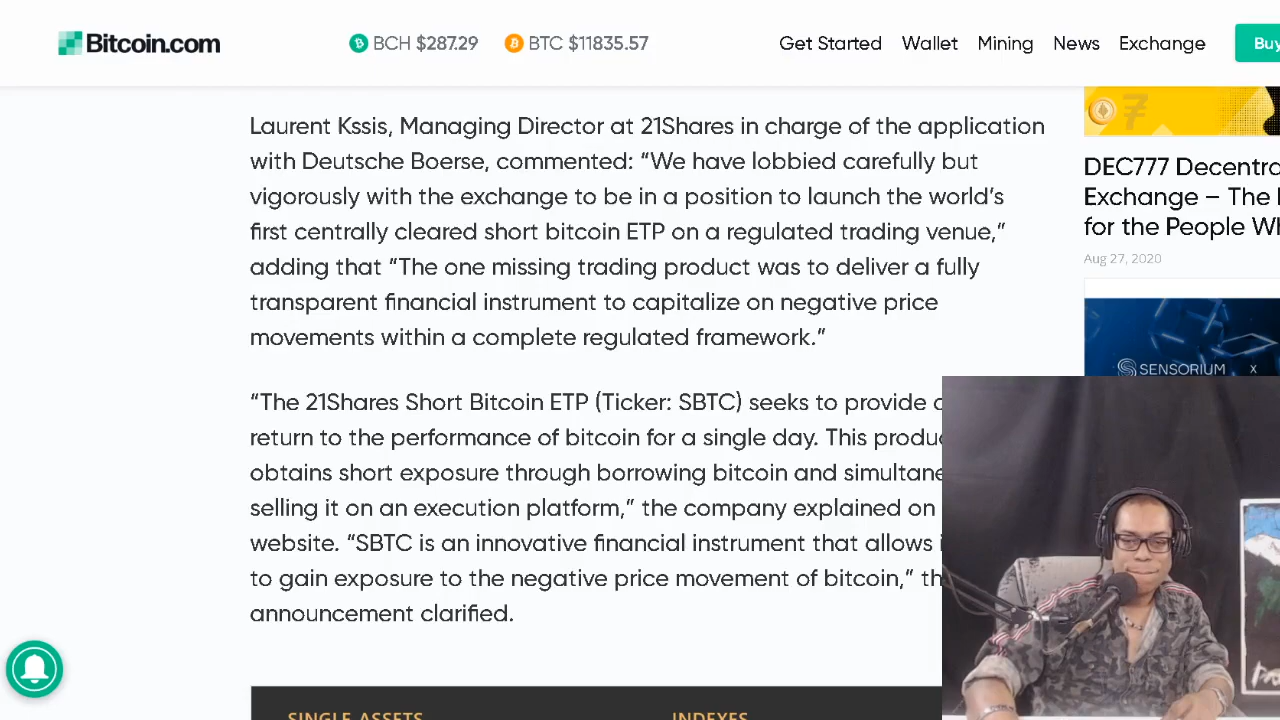 Bitcoin.com
BCH $287.29 BTC $11835.57
Get Started Wallet Mining News Exchange Buy
Laurent Kssis, Managing Director at 21Shares in charge of the application
with Deutsche Boerse, commented: “We have lobbied carefully but
vigorously with the exchange to be in a position to launch the world’s
first centrally cleared short bitcoin ETP on a regulated trading venue,”
adding that “The one missing trading product was to deliver a fully
transparent financial instrument to capitalize on negative price
movements within a complete regulated framework.”
“The 21Shares Short Bitcoin ETP (Ticker: SBTC) seeks to provide
return to the performance of bitcoin for a single day. This
obtains short exposure through borrowing bitcoin and
selling it on an execution platform,” the company explained on
website. “SBTC is an innovative financial instrument that allows
to gain exposure to the negative price movement of bitcoin,”
announcement clarified.
SINGLE ASSETS
INDEXES
DEC777
Exchange – The
for the People
Aug 27, 2020
SENSORIUM X